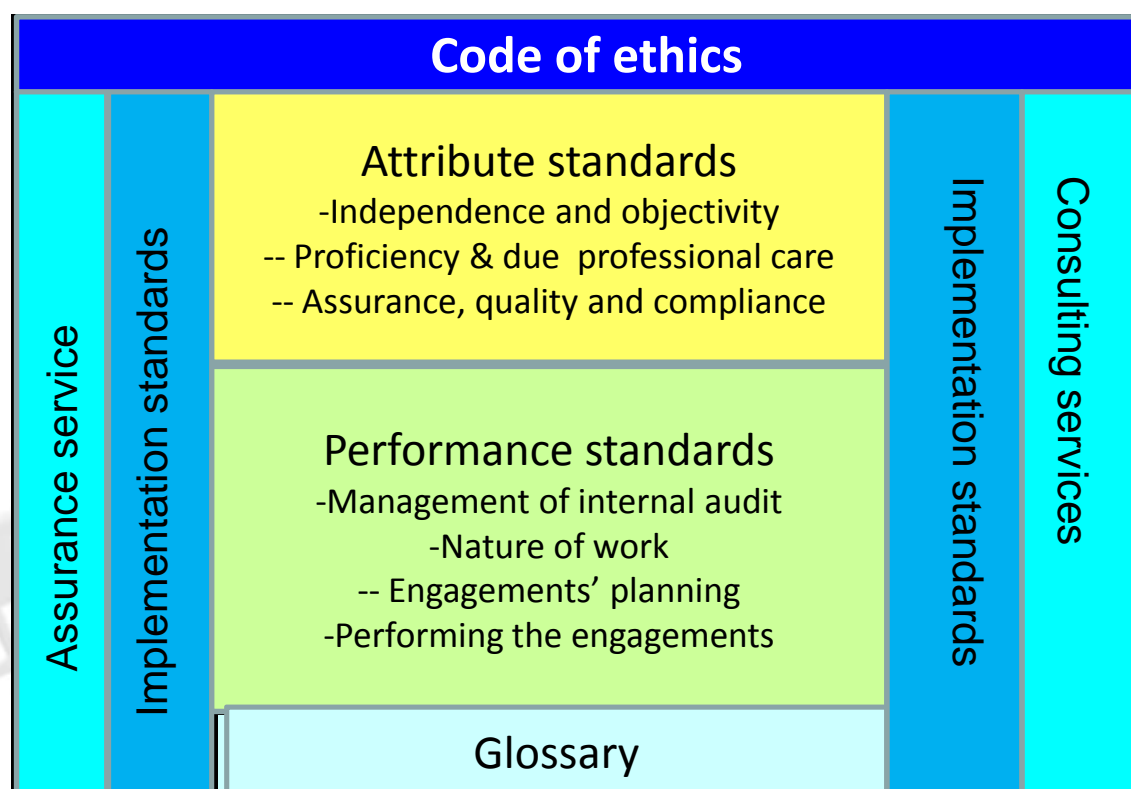 Code of ethics
Assurance service
Implementation standards
Attribute standards
-Independence and objectivity
-- Proficiency & due professional care
-- Assurance, quality and compliance
Performance standards
-Management of internal audit
-Nature of work
-- Engagements’ planning
-Performing the engagements
Glossary
Implementation standards
Consulting services